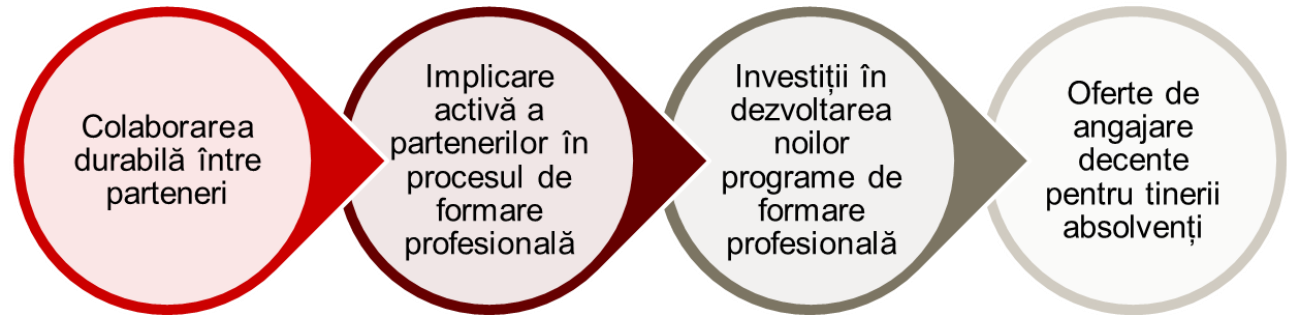 Colaborarea
durabilă între
parteneri
Implicare
activă a
partenerilor în
procesul de
formare
profesională
Investiții în
dezvoltarea
noilor
programe de
formare
profesională
Oferte de
angajare
decente
pentru tinerii
absolvenți